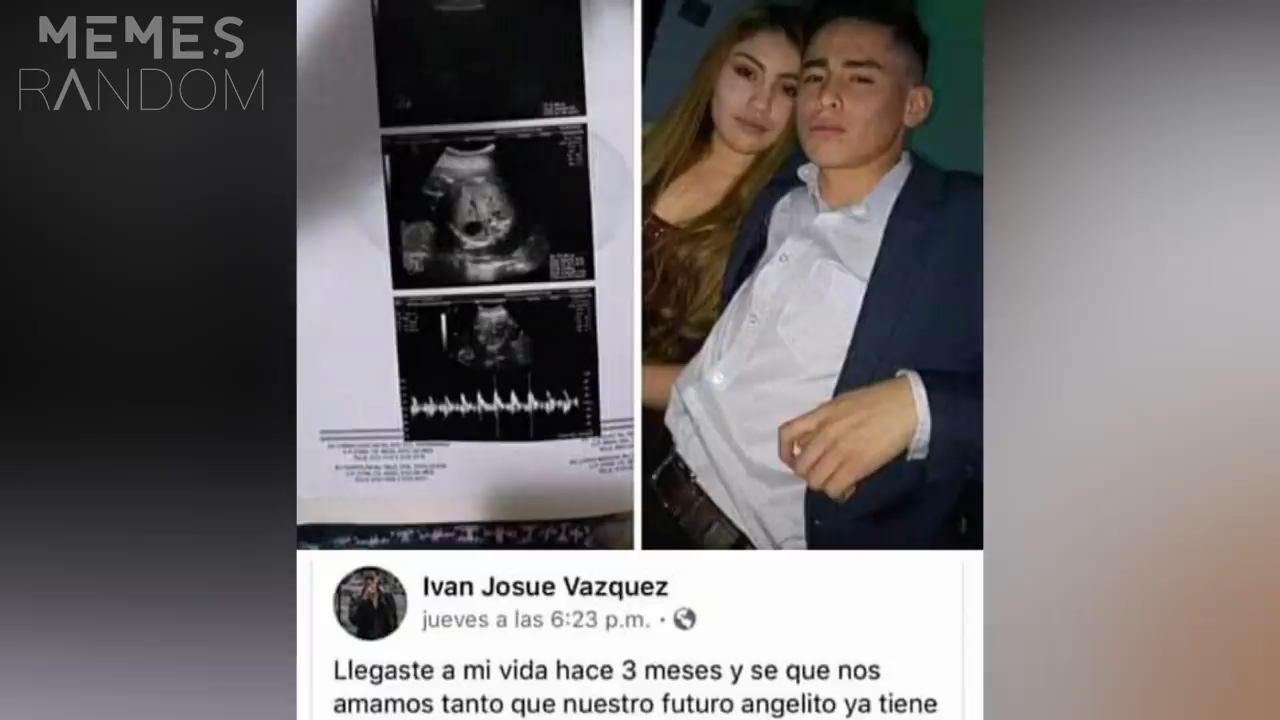 MEMES
RANDOM
Ivan Josue Vazquez
jueves a las 6:23 p.m. ·
Llegaste a mi vida hace 3 meses y se que nos
amamos tanto que nuestro futuro angelito ya tiene